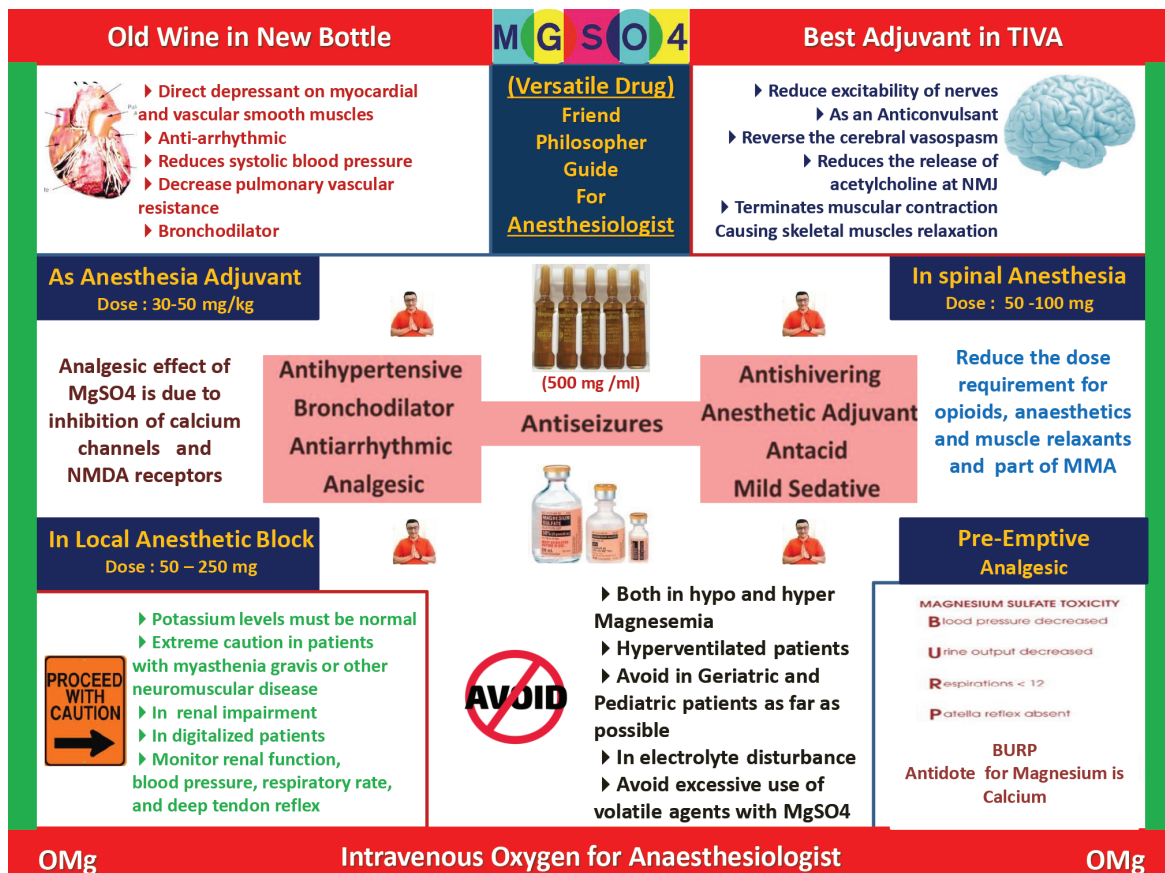 Old Wine in New Bottle
MGSO4
Best Adjuvant in TIVA
Direct depressant on myocardial
and vascular smooth muscles
Anti-arrhythmic
Reduces systolic blood pressure
Decrease pulmonary vascular
resistance
Bronchodilator
(Versatile Drug)
Friend
Philosopher
Guide
For
Anesthesiologist
Reduce excitability of nerves
As an Anticonvulsant
Reverse the cerebral vasospasm
Reduces the release of
acetylcholine at NMJ
Terminates muscular contraction
Causing skeletal muscles relaxation
As Anesthesia Adjuvant
Dose : 30-50 mg/kg
Analgesic effect of
MgSO4 is due to
inhibition of calcium
channels and
NMDA receptors
Antihypertensive
Bronchodilator
Antiarrhythmic
Analgesic
(500 mg /ml)
Antiseizures
Antishivering
Anesthetic Adjuvant
Antacid
Mild Sedative
In spinal Anesthesia
Dose : 50 -100 mg
Reduce the dose
requirement for
opioids, anaesthetics
and muscle relaxants
and part of MMA
In Local Anesthetic Block
Dose : 50 – 250 mg
PROCEED
WITH
CAUTION
Potassium levels must be normal
Extreme caution in patients
with myasthenia gravis or other
neuromuscular disease
In renal impairment
In digitalized patients
Monitor renal function,
blood pressure, respiratory rate,
and deep tendon reflex
MAGNESIUM
SULFATE
AVOID
Both in hypo and hyper
Magnesemia
Hyperventilated patients
Avoid in Geriatric and
Pediatric patients as far as
possible
In electrolyte disturbance
Avoid excessive use of
volatile agents with MgSO4
Pre-Emptive
Analgesic
MAGNESIUM SULFATE TOXICITY
Blood pressure decreased
Urine output decreased
Respirations < 12
Patella reflex absent
BURP
Antidote for Magnesium is
Calcium
OMg
Intravenous Oxygen for Anaesthesiologist
OMg